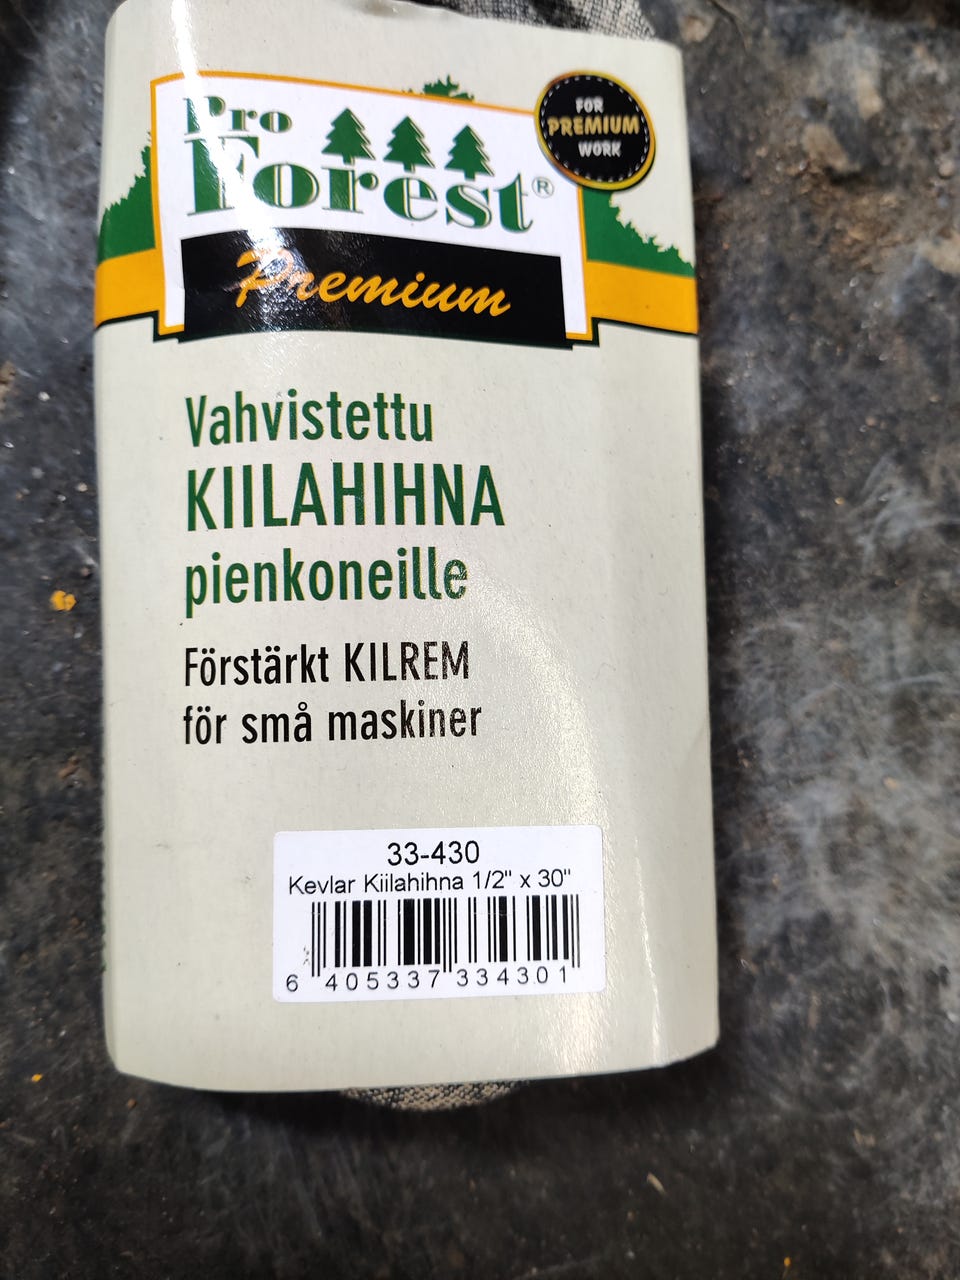 Pro
Forest®
FOR
PREMIUM
WORK
Premium
Vahvistettu
KIILAHIHNA
pienkoneille
Förstärkt KILREM
för små maskiner
33-430
Kevlar Kiilahihna 1/2" x 30"
6 405337 334301